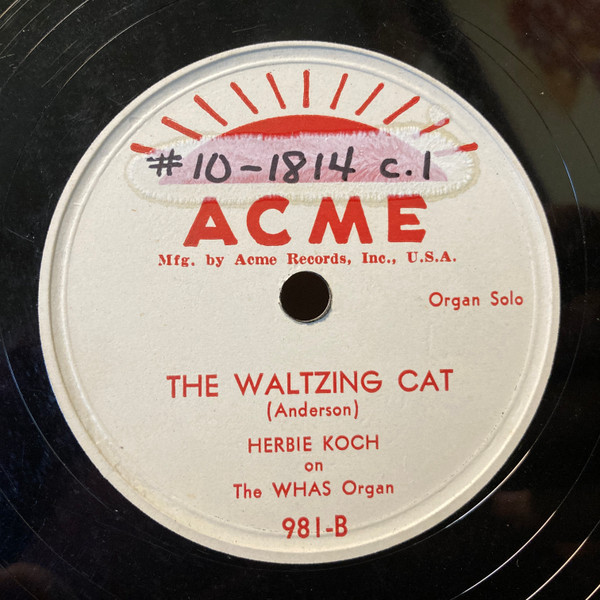 #10-1814 c.1
ACME
Mfg. by Acme Records, Inc., U.S.A.
Organ Solo
THE WALTZING CAT
(Anderson)
HERBIE KOCH
on
The WHAS Organ
981-B